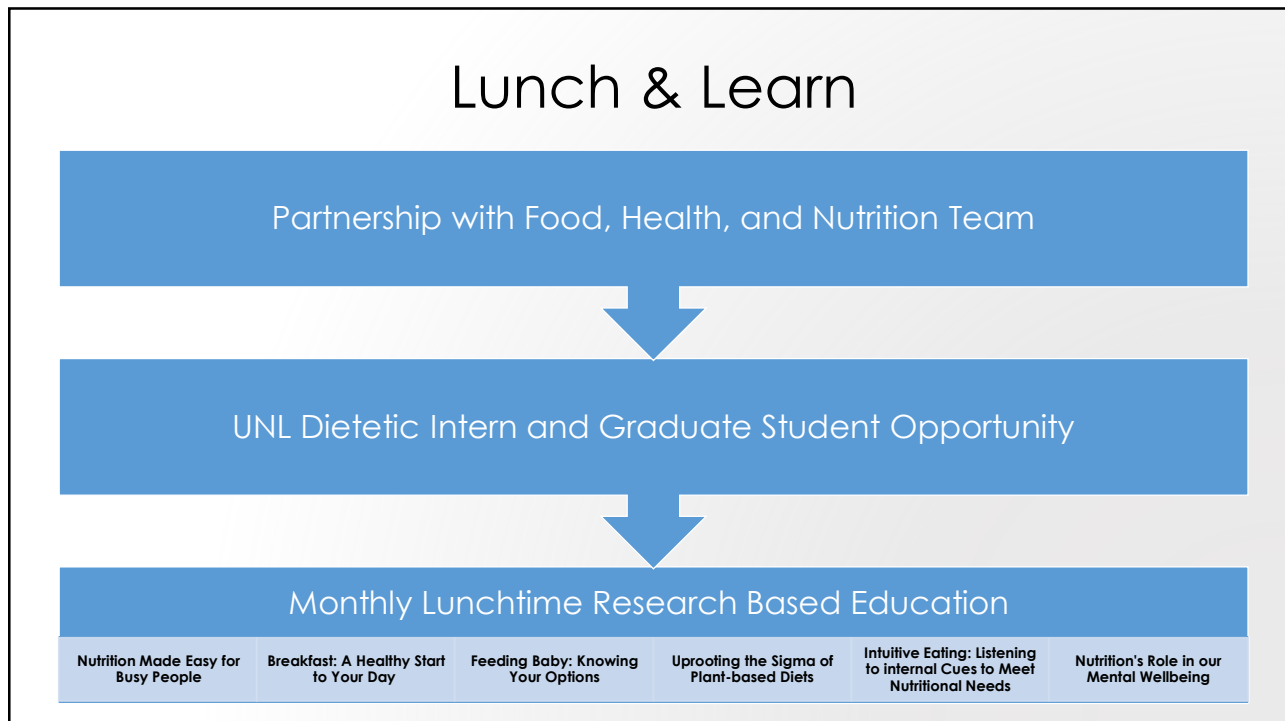 Lunch & Learn
Partnership with Food, Health, and Nutrition Team
UNL Dietetic Intern and Graduate Student Opportunity
Monthly Lunchtime Research Based Education
Nutrition Made Easy for
Busy People
Breakfast: A Healthy Start
to Your Day
Feeding Baby: Knowing
Your Options
Uprooting the Sigma of
Plant-based Diets
Intuitive Eating: Listening
to internal Cues to Meet
Nutritional Needs
Nutrition's Role in our
Mental Wellbeing